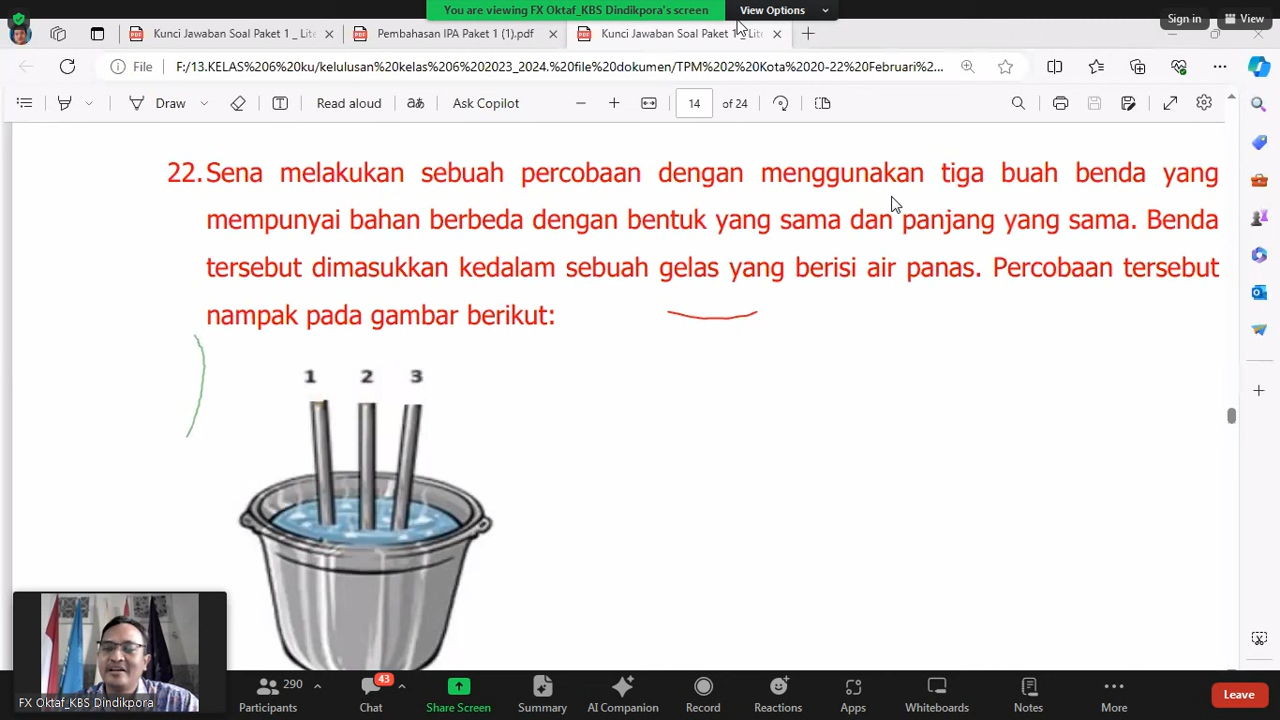 You are viewing FX Oktaf_KBS Dindikpora's screen
View Options
Sign in
View
Kunci Jawaban Soal Paket 1 _ Lite
Pembahasan IPA Paket 1 (1).pdf
Kunci Jawaban Soal Paket 1 _ Lite
File
F:/13.KELAS%206%20ku/kelulusan%20kelas%206%202023_2024.%20file%20dokumen/TPM%202%20Kota%2020-22%20Februari%2...
Draw
Read aloud
aあ
Ask Copilot
14
of 24
22. Sena melakukan sebuah percobaan dengan menggunakan tiga buah benda yang
mempunyai bahan berbeda dengan bentuk yang sama dan panjang yang sama. Benda
tersebut dimasukkan kedalam sebuah gelas yang berisi air panas. Percobaan tersebut
nampak pada gambar berikut:
1 2 3
FX Oktaf_KBS Dindikpora
290
Participants
43
Chat
Share Screen
Summary
AI Companion
Record
Reactions
Apps
Whiteboards
Notes
More
Leave